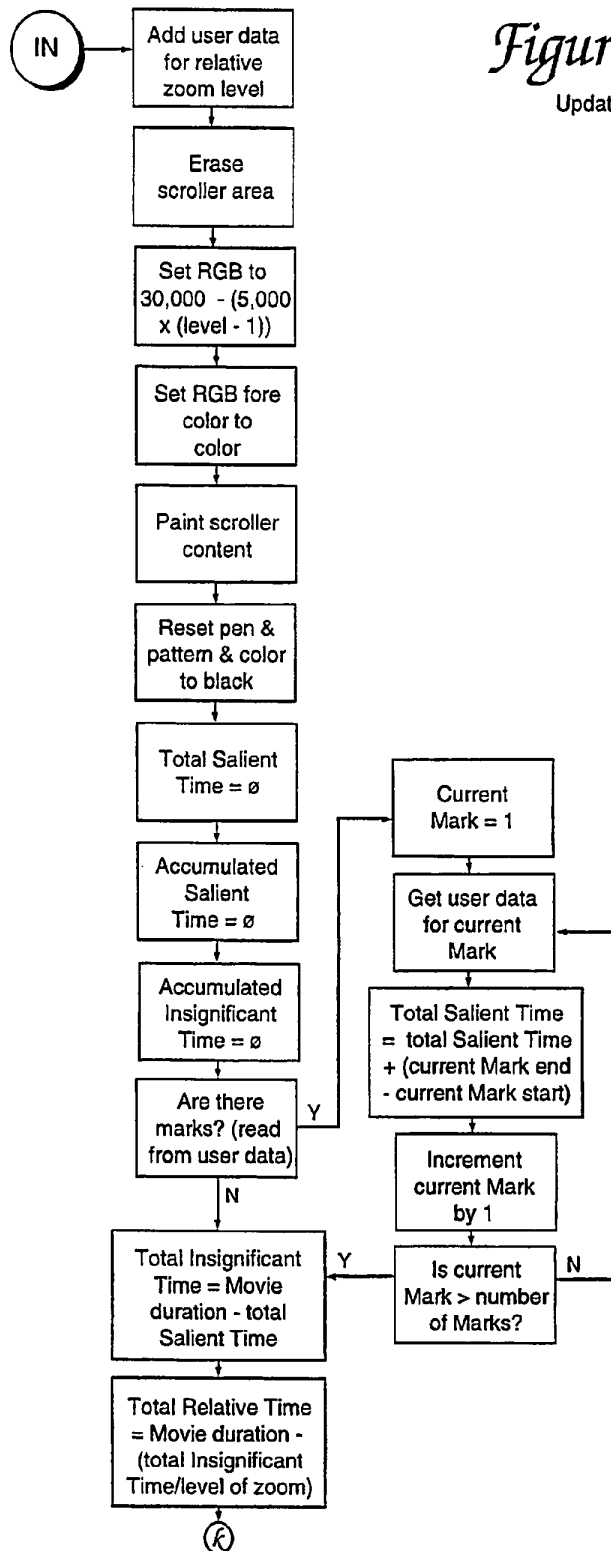 IN
Add user data
for relative
zoom level
Figur
Updat
Erase
scroller area
Set RGB to
30,000 - (5,000
x (level - 1))
Set RGB fore
color to
color
Paint scroller
content
Reset pen &
pattern & color
to black
Total Salient
Time = ø
Accumulated
Salient
Time = ø
Accumulated
Insignificant
Time = ø
Are there
marks? (read
from user data)
Y
N
Current
Mark = 1
Get user data
for current
Mark
Total Salient Time
= total Salient Time
+ (current Mark end
- current Mark start)
Increment
current Mark
by 1
Is current
Mark > number
of Marks?
Y
N
Total Insignificant
Time = Movie
duration - total
Salient Time
Total Relative Time
= Movie duration -
(total Insignificant
Time/level of zoom)
k